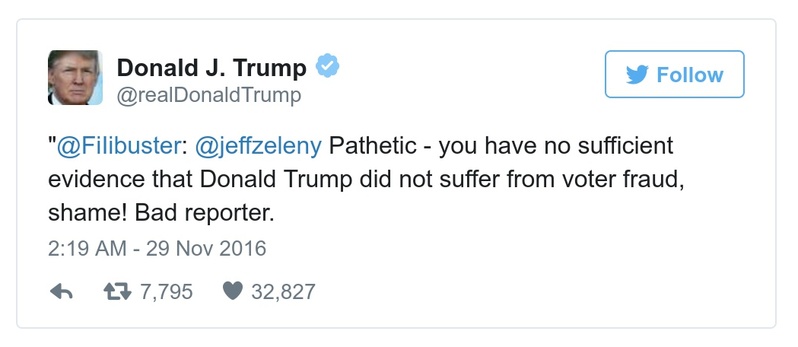 Donald J. Trump
@realDonaldTrump
Follow
"@Filibuster: @jeffzeleny Pathetic - you have no sufficient
evidence that Donald Trump did not suffer from voter fraud,
shame! Bad reporter.
2:19 AM - 29 Nov 2016
7,795 32,827